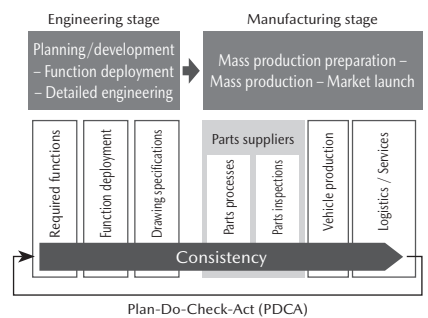 Engineering stage
Manufacturing stage
Planning/development
– Function deployment
– Detailed engineering
Mass production preparation –
Mass production – Market launch
Required functions
Function deployment
Drawing specifications
Parts suppliers
Parts processes
Parts inspections
Vehicle production
Logistics / Services
Consistency
Plan-Do-Check-Act (PDCA)